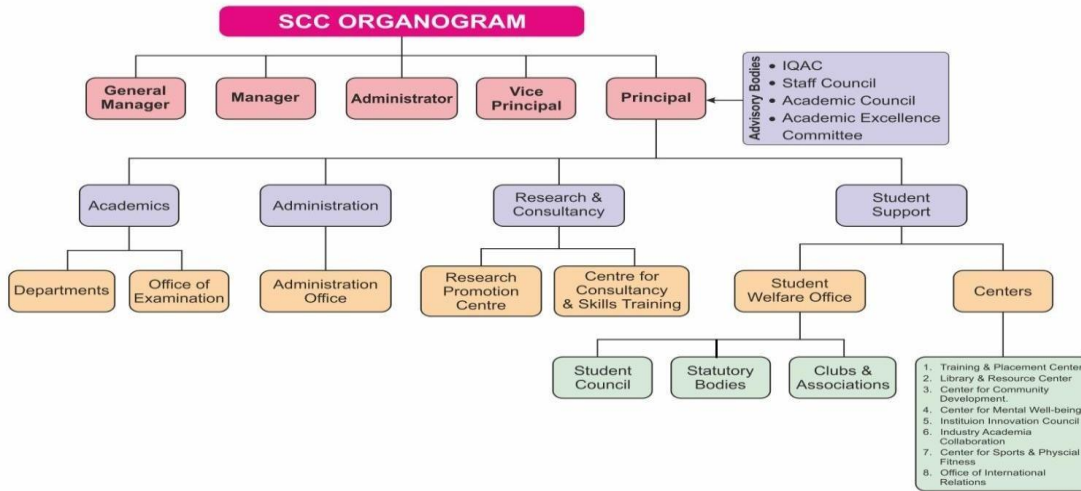 SCC ORGANOGRAM
General
Manager
Manager
Administrator
Vice
Principal
Principal
Advisory Bodies
• IQAC
• Staff Council
• Academic Council
• Academic Excellence
Committee
Academics
Administration
Research &
Consultancy
Student
Support
Departments
Office of
Examination
Administration
Office
Research
Promotion
Centre
Centre for
Consultancy
& Skills Training
Student
Welfare Office
Centers
Student
Council
Statutory
Bodies
Clubs &
Associations
1. Training & Placement Center
2. Library & Resource Center
3. Center for Community
Development.
4. Center for Mental Well-being
5. Instituion Innovation Council
6. Industry Academia
Collaboration
7. Center for Sports & Physcial
Fitness
8. Office of International
Relations